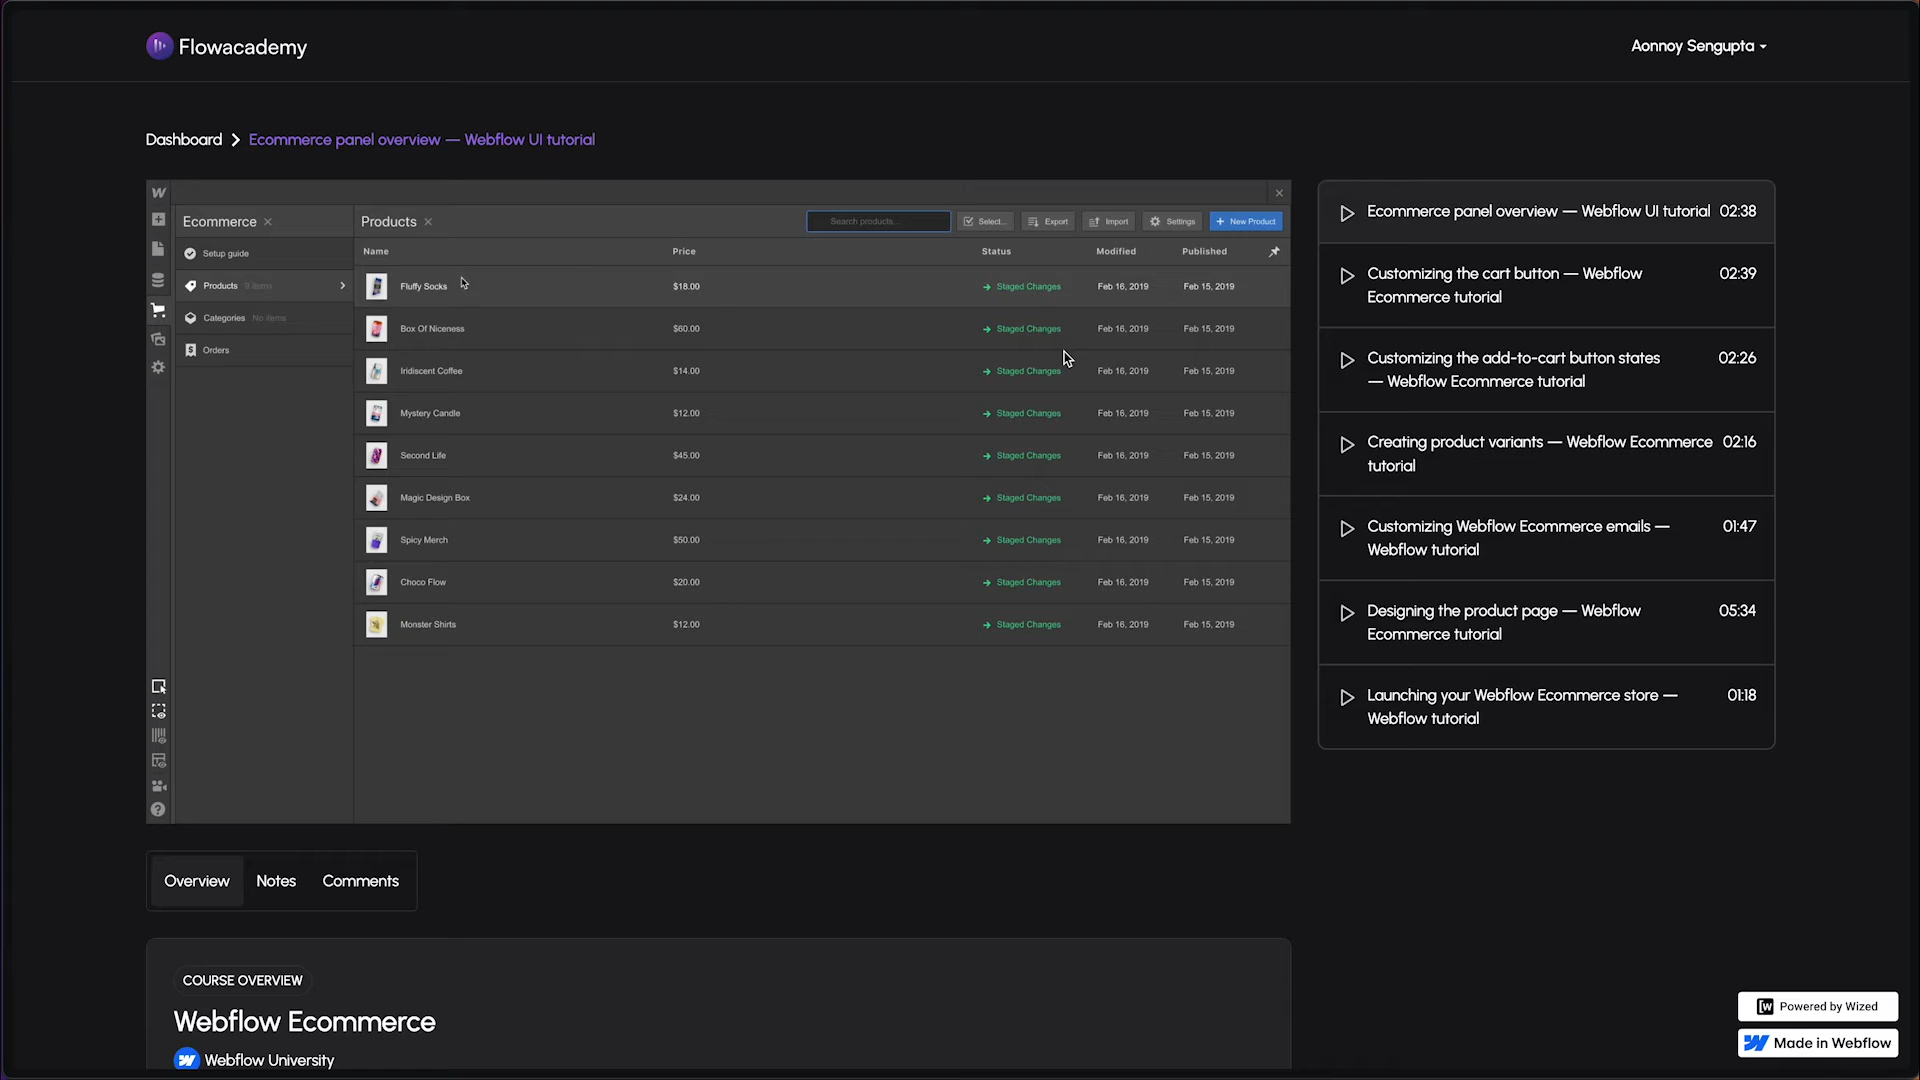 Flowacademy
Aonnoy Sengupta
Dashboard
Ecommerce panel overview — Webflow UI tutorial
W
Ecommerce
Setup guide
Products 9 items
Categories No items
Orders
Products
Search products...
Select...
Export
Import
Settings
+ New Product
Name Price Status Modified Published
Fluffy Socks $18.00 Staged Changes Feb 16, 2019 Feb 15, 2019
Box Of Niceness $60.00 Staged Changes Feb 16, 2019 Feb 15, 2019
Iridiscent Coffee $14.00 Staged Changes Feb 16, 2019 Feb 15, 2019
Mystery Candle $12.00 Staged Changes Feb 16, 2019 Feb 15, 2019
Second Life $45.00 Staged Changes Feb 16, 2019 Feb 15, 2019
Magic Design Box $24.00 Staged Changes Feb 16, 2019 Feb 15, 2019
Spicy Merch $50.00 Staged Changes Feb 16, 2019 Feb 15, 2019
Choco Flow $20.00 Staged Changes Feb 16, 2019 Feb 15, 2019
Monster Shirts $12.00 Staged Changes Feb 16, 2019 Feb 15, 2019
Ecommerce panel overview — Webflow UI tutorial 02:38
Customizing the cart button — Webflow 02:39
Ecommerce tutorial
Customizing the add-to-cart button states 02:26
— Webflow Ecommerce tutorial
Creating product variants — Webflow Ecommerce 02:16
tutorial
Customizing Webflow Ecommerce emails — 01:47
Webflow tutorial
Designing the product page — Webflow 05:34
Ecommerce tutorial
Launching your Webflow Ecommerce store — 01:18
Webflow tutorial
Overview
Notes
Comments
COURSE OVERVIEW
Webflow Ecommerce
Webflow University
Powered by Wized
Made in Webflow